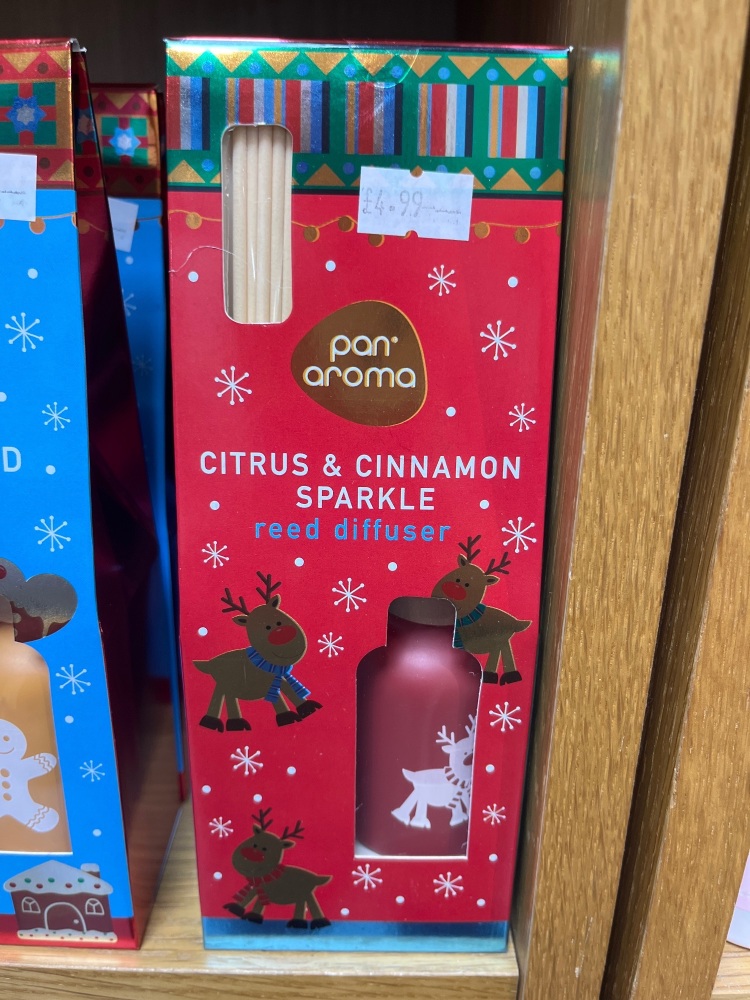 £4.99
pan
aroma
CITRUS & CINNAMON
SPARKLE
reed diffuser
D